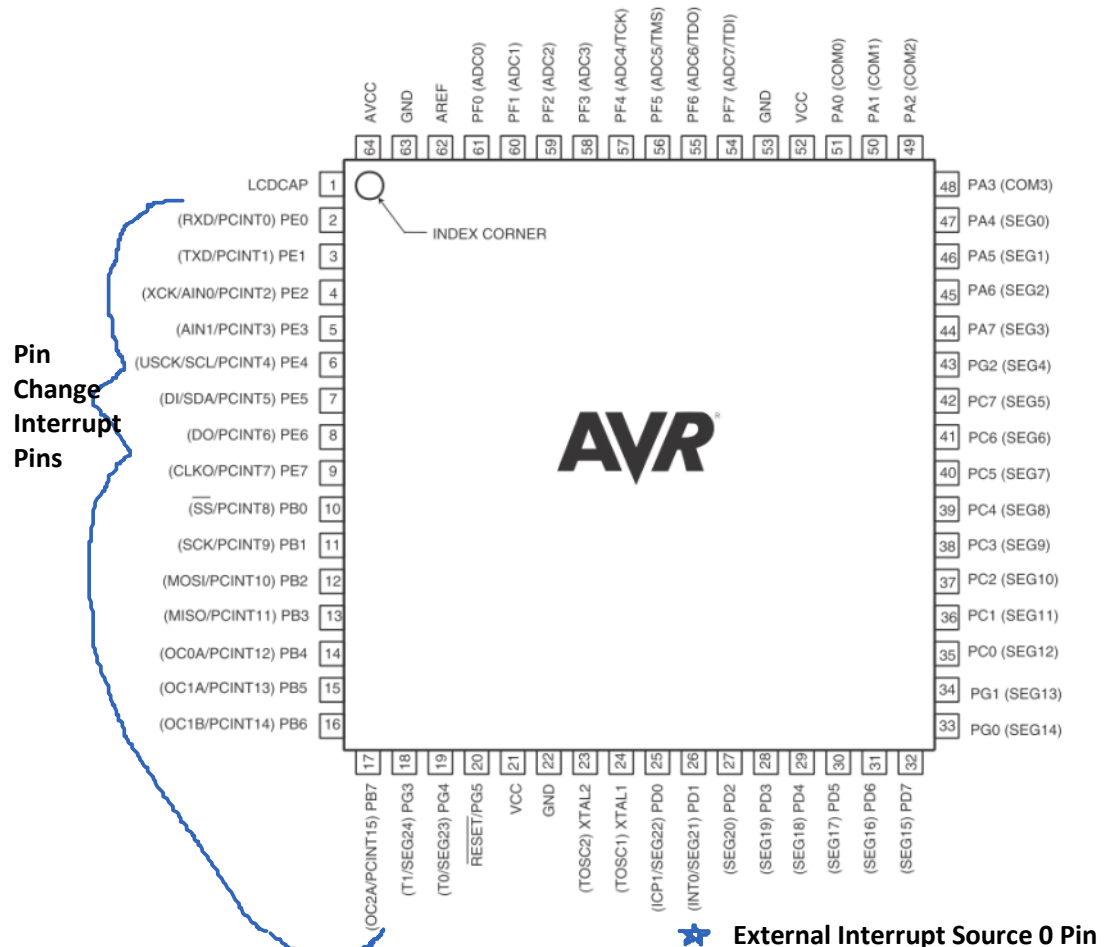 AVCC
GND
AREF
PF0 (ADC0)
PF1 (ADC1)
PF2 (ADC2)
PF3 (ADC3)
PF4 (ADC4/TCK)
PF5 (ADC5/TMS)
PF6 (ADC6/TDO)
PF7 (ADC7/TDI)
GND
VCC
PA0 (COM0)
PA1 (COM1)
PA2 (COM2)
64 63 62 61 60 59 58 57 56 55 54 53 52 51 50 49
LCDCAP 1
(RXD/PCINT0) PE0 2
(TXD/PCINT1) PE1 3
(XCK/AIN0/PCINT2) PE2 4
(AIN1/PCINT3) PE3 5
(USCK/SCL/PCINT4) PE4 6
(DI/SDA/PCINT5) PE5 7
(DO/PCINT6) PE6 8
(CLKO/PCINT7) PE7 9
(SS/PCINT8) PB0 10
(SCK/PCINT9) PB1 11
(MOSI/PCINT10) PB2 12
(MISO/PCINT11) PB3 13
(OC0A/PCINT12) PB4 14
(OC1A/PCINT13) PB5 15
(OC1B/PCINT14) PB6 16
Pin
Change
Interrupt
Pins
INDEX CORNER
AVR®
48 PA3 (COM3)
47 PA4 (SEG0)
46 PA5 (SEG1)
45 PA6 (SEG2)
44 PA7 (SEG3)
43 PG2 (SEG4)
42 PC7 (SEG5)
41 PC6 (SEG6)
40 PC5 (SEG7)
39 PC4 (SEG8)
38 PC3 (SEG9)
37 PC2 (SEG10)
36 PC1 (SEG11)
35 PC0 (SEG12)
34 PG1 (SEG13)
33 PG0 (SEG14)
17 18 19 20 21 22 23 24 25 26 27 28 29 30 31 32
(OC2A/PCINT15) PB7
(T1/SEG24) PG3
(T0/SEG23) PG4
RESET/PG5
VCC
GND
(TOSC2) XTAL2
(TOSC1) XTAL1
(ICP1/SEG22) PD0
(INT0/SEG21) PD1
(SEG20) PD2
(SEG19) PD3
(SEG18) PD4
(SEG17) PD5
(SEG16) PD6
(SEG15) PD7
External Interrupt Source 0 Pin